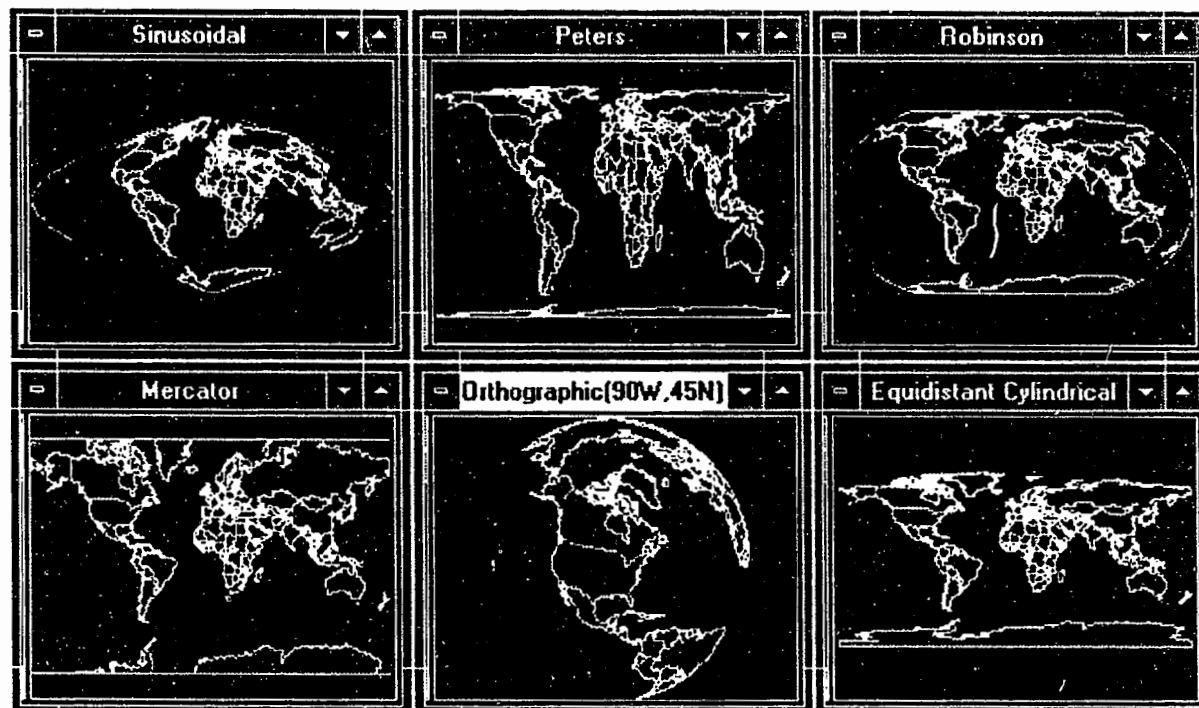 Sinusoidal
Peters
Robinson
Mercator
Orthographic(90W,45N)
Equidistant Cylindrical